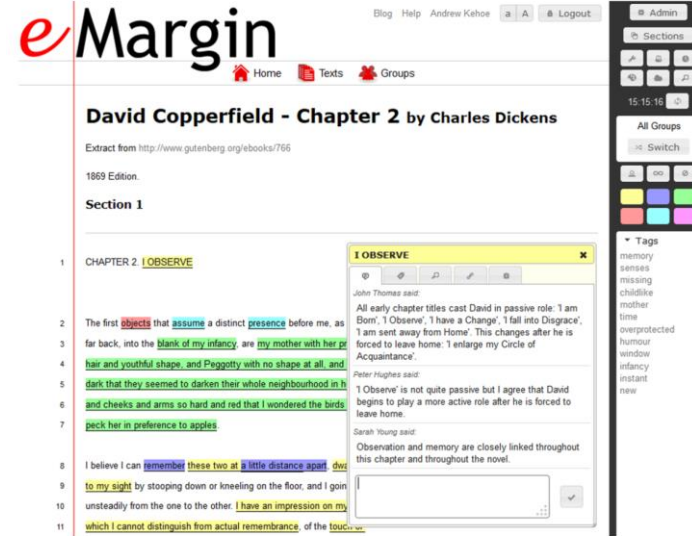 eMargin
Blog Help Andrew Kehoe a A Logout
Home Texts Groups
David Copperfield - Chapter 2 by Charles Dickens
Extract from http://www.gutenberg.org/ebooks/766
1869 Edition.
Section 1
1 CHAPTER 2. I OBSERVE
2 The first objects that assume a distinct presence before me, as
3 far back, into the blank of my infancy, are my mother with her pr
4 hair and youthful shape, and Peggotty with no shape at all, and
5 dark that they seemed to darken their whole neighbourhood in h
6 and cheeks and arms so hard and red that I wondered the birds
7 peck her in preference to apples.
8 I believe I can remember these two at a little distance apart, dwa
9 to my sight by stooping down or kneeling on the floor, and I goin
10 unsteadily from the one to the other. I have an impression on my
11 which I cannot distinguish from actual remembrance, of the touch of
I OBSERVE
John Thomas said:
All early chapter titles cast David in passive role: 'I am
Born', 'I Observe', 'I have a Change', 'I fall into Disgrace',
'I am sent away from Home'. This changes after he is
forced to leave home: 'I enlarge my Circle of
Acquaintance'.
Peter Hughes said:
'I Observe' is not quite passive but I agree that David
begins to play a more active role after he is forced to
leave home.
Sarah Young said:
Observation and memory are closely linked throughout
this chapter and throughout the novel.
Admin
Sections
15:15:16
All Groups
Switch
Tags
memory
senses
missing
childlike
mother
time
overprotected
humour
window
infancy
instant
new